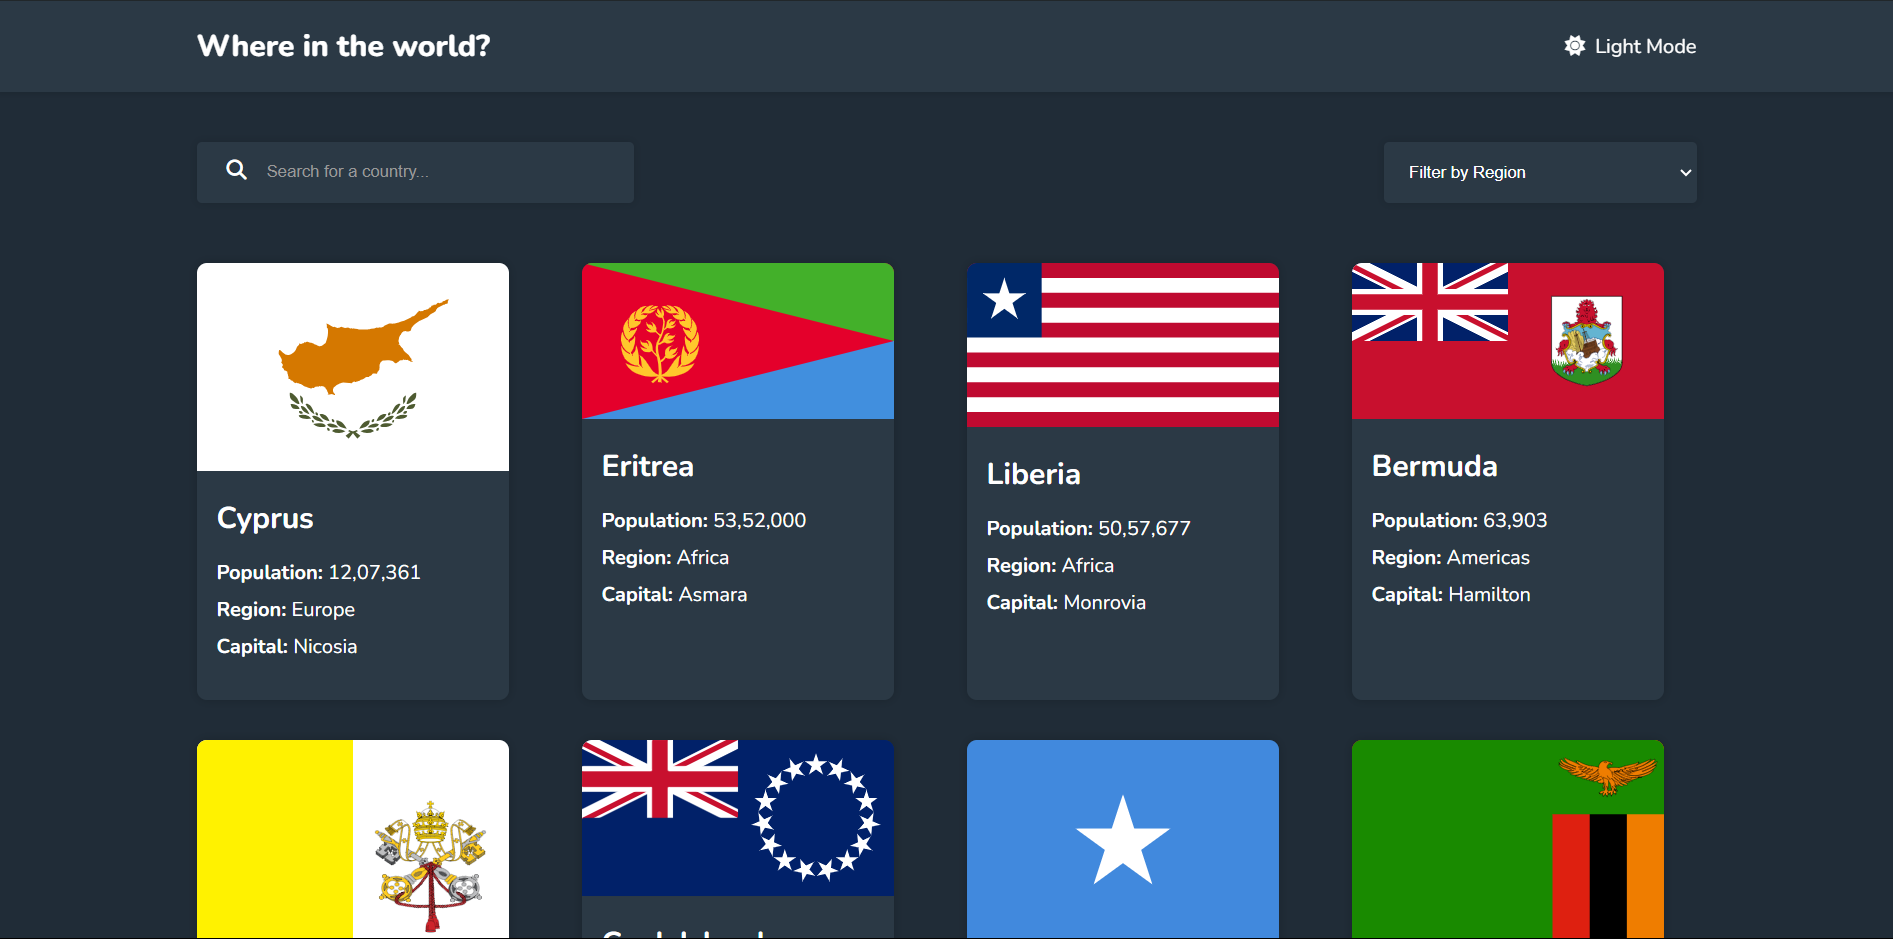 Where in the world?
Light Mode
Search for a country...
Filter by Region
Cyprus
Population: 12,07,361
Region: Europe
Capital: Nicosia
Eritrea
Population: 53,52,000
Region: Africa
Capital: Asmara
Liberia
Population: 50,57,677
Region: Africa
Capital: Monrovia
Bermuda
Population: 63,903
Region: Americas
Capital: Hamilton